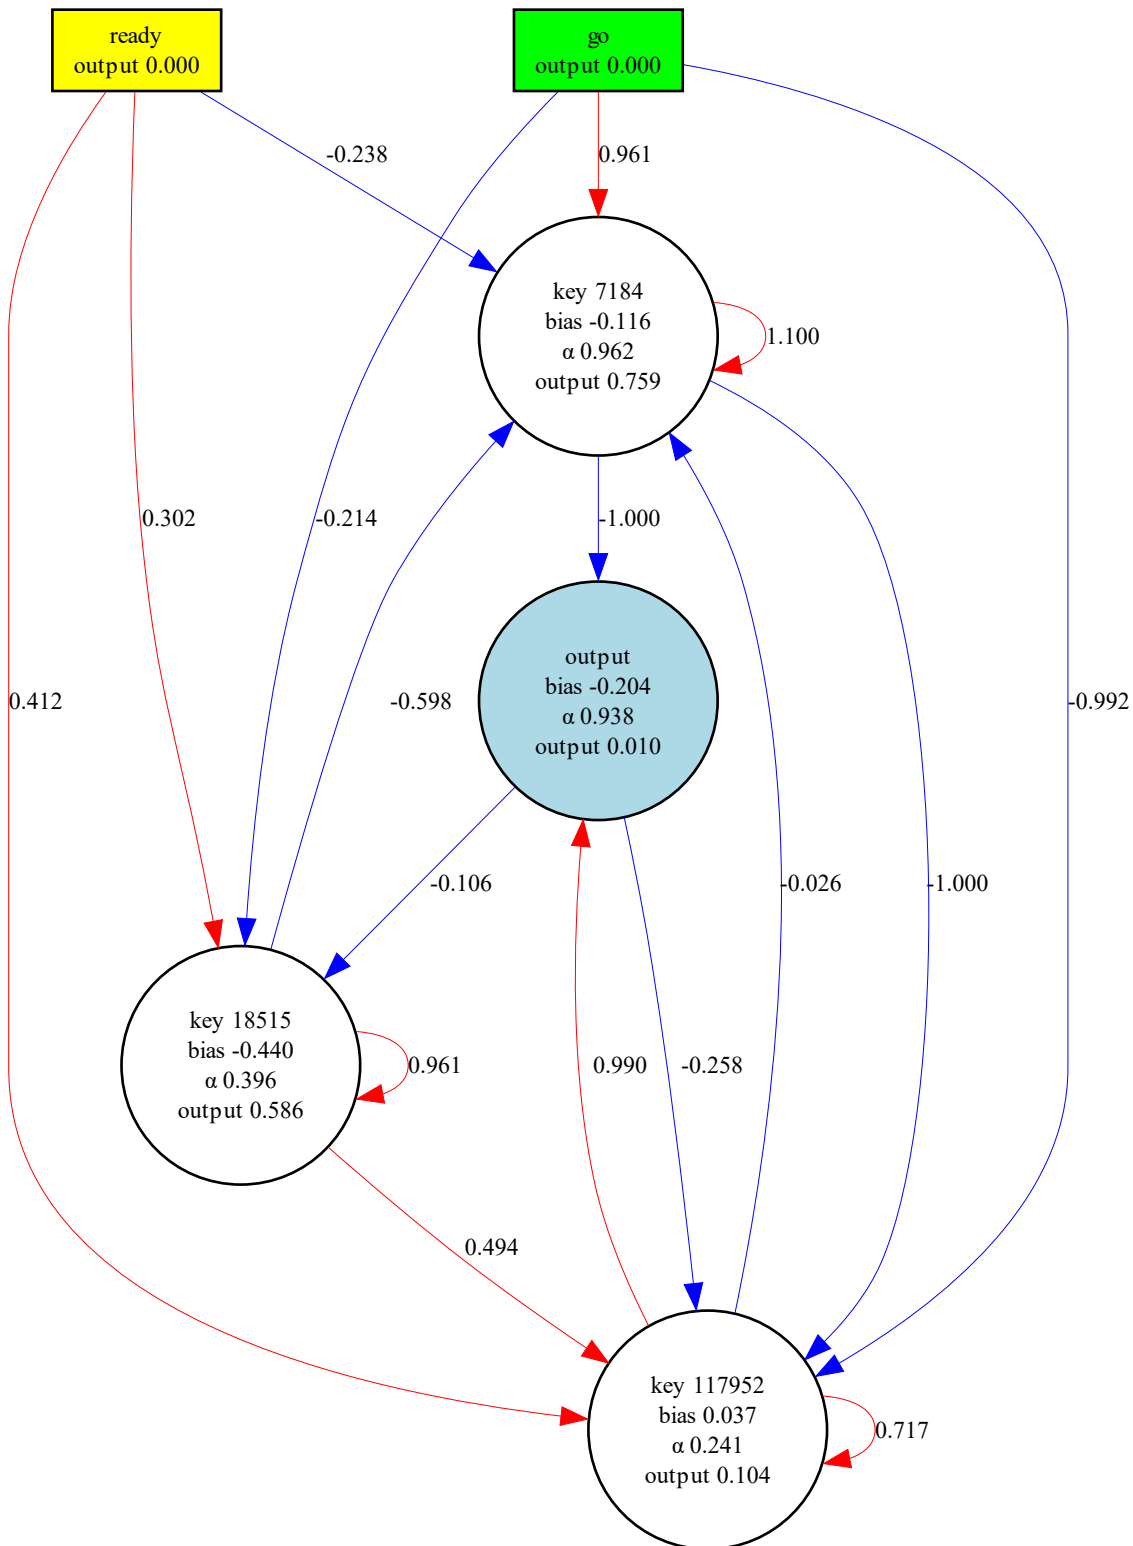 ready
output 0.000
go
output 0.000
-0.238
0.961
key 7184
bias -0.116
α 0.962
output 0.759
1.100
0.302
-0.214
-1.000
output
bias -0.204
α 0.938
output 0.010
0.412
-0.598
-0.992
-0.106
-0.026
-1.000
key 18515
bias -0.440
α 0.396
output 0.586
0.961
0.990
-0.258
0.494
key 117952
bias 0.037
α 0.241
output 0.104
0.717